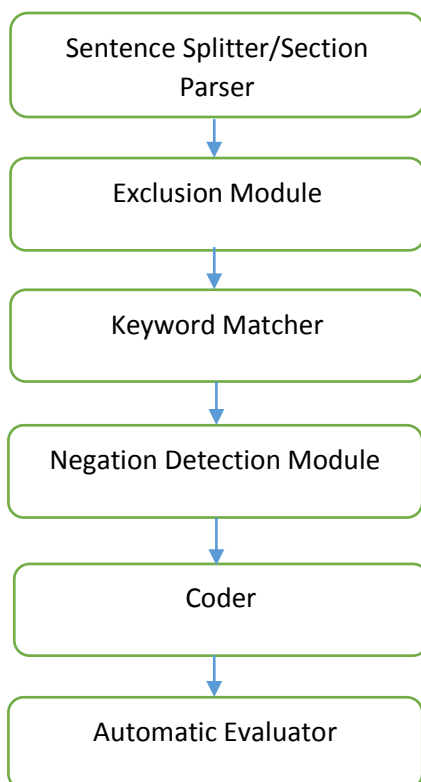 Sentence Splitter/Section
Parser
Exclusion Module
Keyword Matcher
Negation Detection Module
Coder
Automatic Evaluator